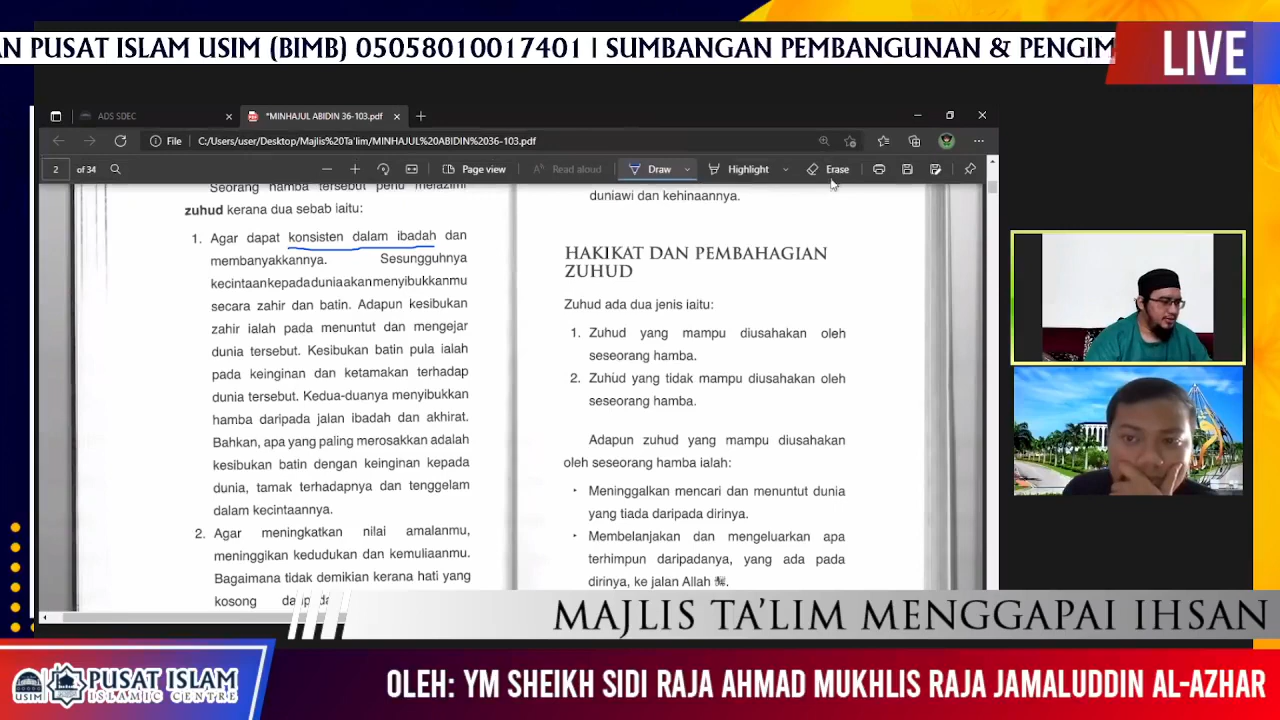 AN PUSAT ISLAM USIM (BIMB) 05058010017401 | SUMBANGAN PEMBANGUNAN & PENGIM
LIVE
ADS SDEC
*MINHAJUL ABIDIN 36-103.pdf
File
C:/Users/user/Desktop/Majlis%20Ta'lim/MINHAJUL%20ABIDIN%2036-103.pdf
2 of 34
Page view
Read aloud
Draw
Highlight
Erase
Seorang hamba tersebut perlu melazimi
zuhud kerana dua sebab iaitu:
1. Agar dapat konsisten dalam ibadah dan
membanyakkannya. Sesungguhnya
kecintaan kepada dunia akan menyibukkanmu
secara zahir dan batin. Adapun kesibukan
zahir ialah pada menuntut dan mengejar
dunia tersebut. Kesibukan batin pula ialah
pada keinginan dan ketamakan terhadap
dunia tersebut. Kedua-duanya menyibukkan
hamba daripada jalan ibadah dan akhirat.
Bahkan, apa yang paling merosakkan adalah
kesibukan batin dengan keinginan kepada
dunia, tamak terhadapnya dan tenggelam
dalam kecintaannya.
2. Agar meningkatkan nilai amalanmu,
meninggikan kedudukan dan kemuliaanmu.
Bagaimana tidak demikian kerana hati yang
kosong
duniawi dan kehinaannya.
HAKIKAT DAN PEMBAHAGIAN
ZUHUD
Zuhud ada dua jenis iaitu:
1. Zuhud yang mampu diusahakan oleh
seseorang hamba.
2. Zuhud yang tidak mampu diusahakan oleh
seseorang hamba.
Adapun zuhud yang mampu diusahakan
oleh seseorang hamba ialah:
• Meninggalkan mencari dan menuntut dunia
yang tiada daripada dirinya.
• Membelanjakan dan mengeluarkan apa
terhimpun daripadanya, yang ada pada
dirinya, ke jalan Allah
MAJLIS TA'LIM MENGGAPAI IHSAN
USIM
PUSAT ISLAM
ISLAMIC CENTRE
OLEH: YM SHEIKH SIDI RAJA AHMAD MUKHLIS RAJA JAMALUDDIN AL-AZHAR